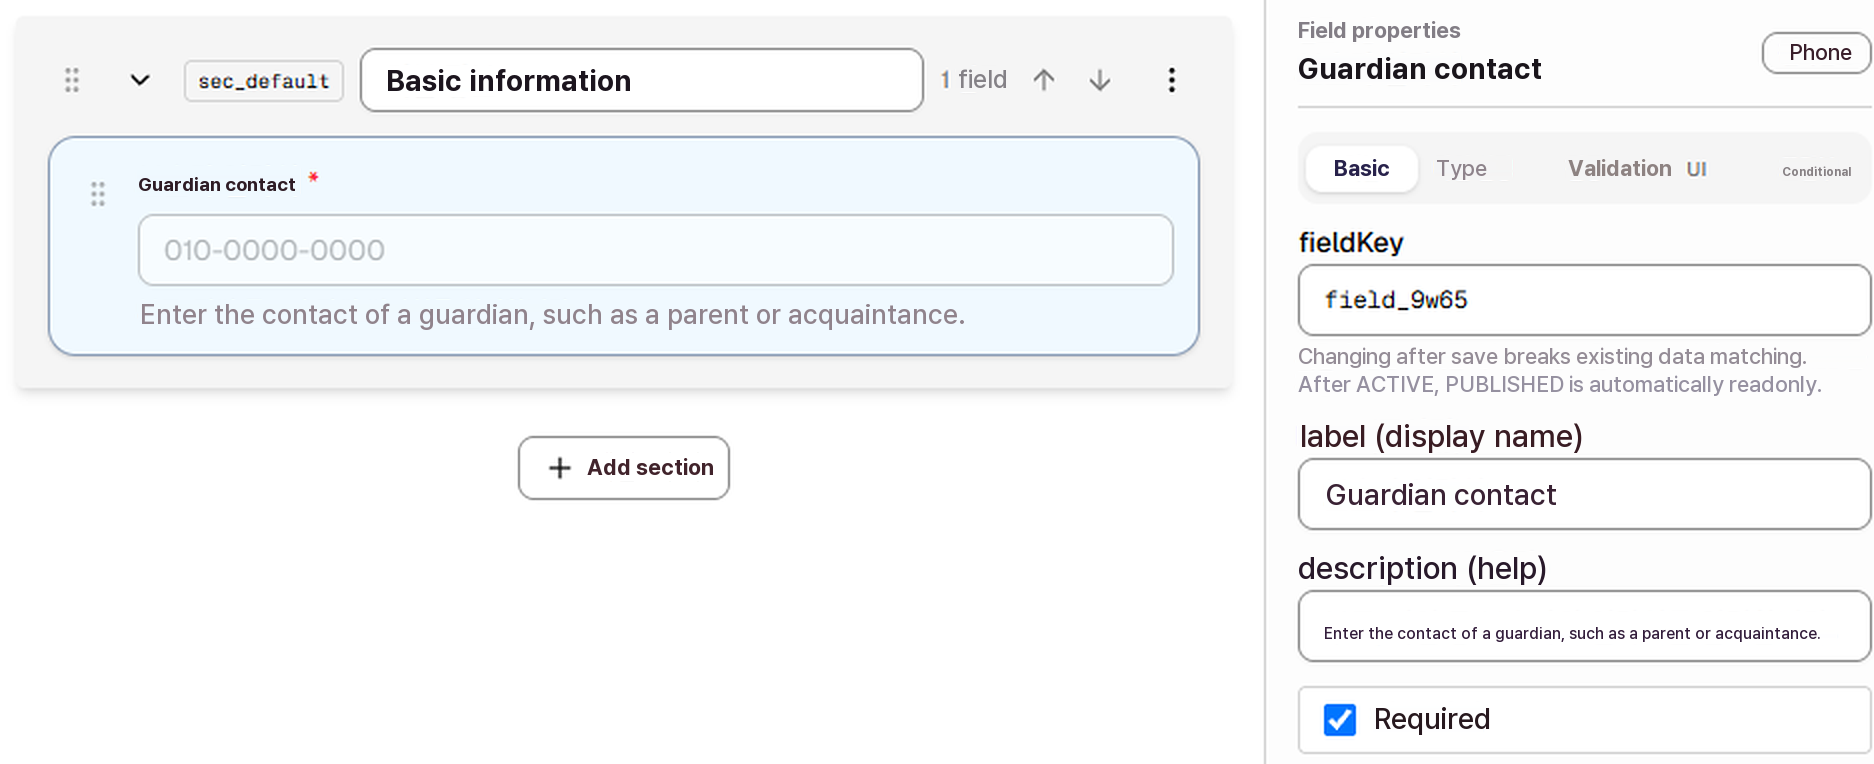 sec_default Basic information 1 field
Guardian contact *
010-0000-0000
Enter the contact of a guardian, such as a parent or acquaintance.
Add section
Field properties
Guardian contact Phone
Basic Type Validation UI Conditional
fieldKey
field_9w65
Changing after save breaks existing data matching.
After ACTIVE, PUBLISHED is automatically readonly.
label (display name)
Guardian contact
description (help)
Enter the contact of a guardian, such as a parent or acquaintance.
Required